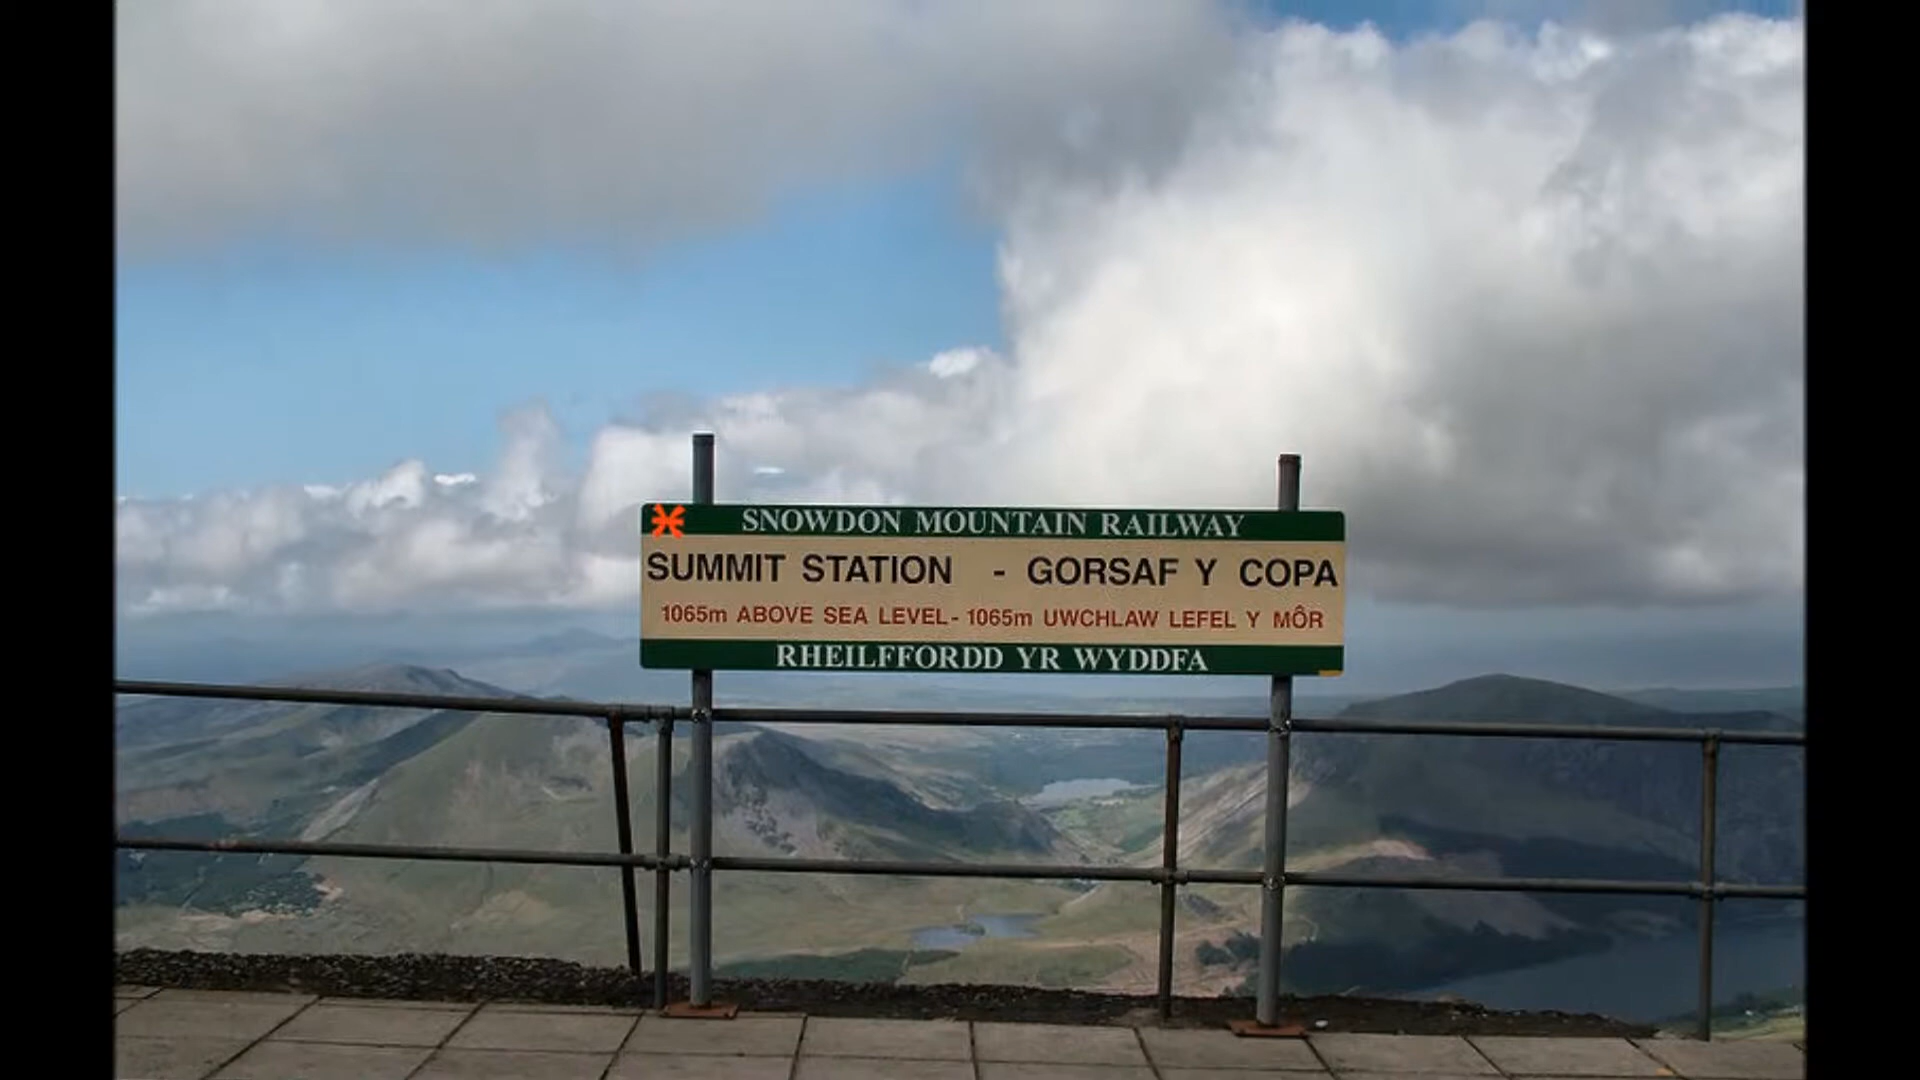 SNOWDON MOUNTAIN RAILWAY
SUMMIT STATION - GORSAF Y COPA
1065m ABOVE SEA LEVEL - 1065m UWCHLAW LEFEL Y MÔR
RHEILFFORDD YR WYDDFA